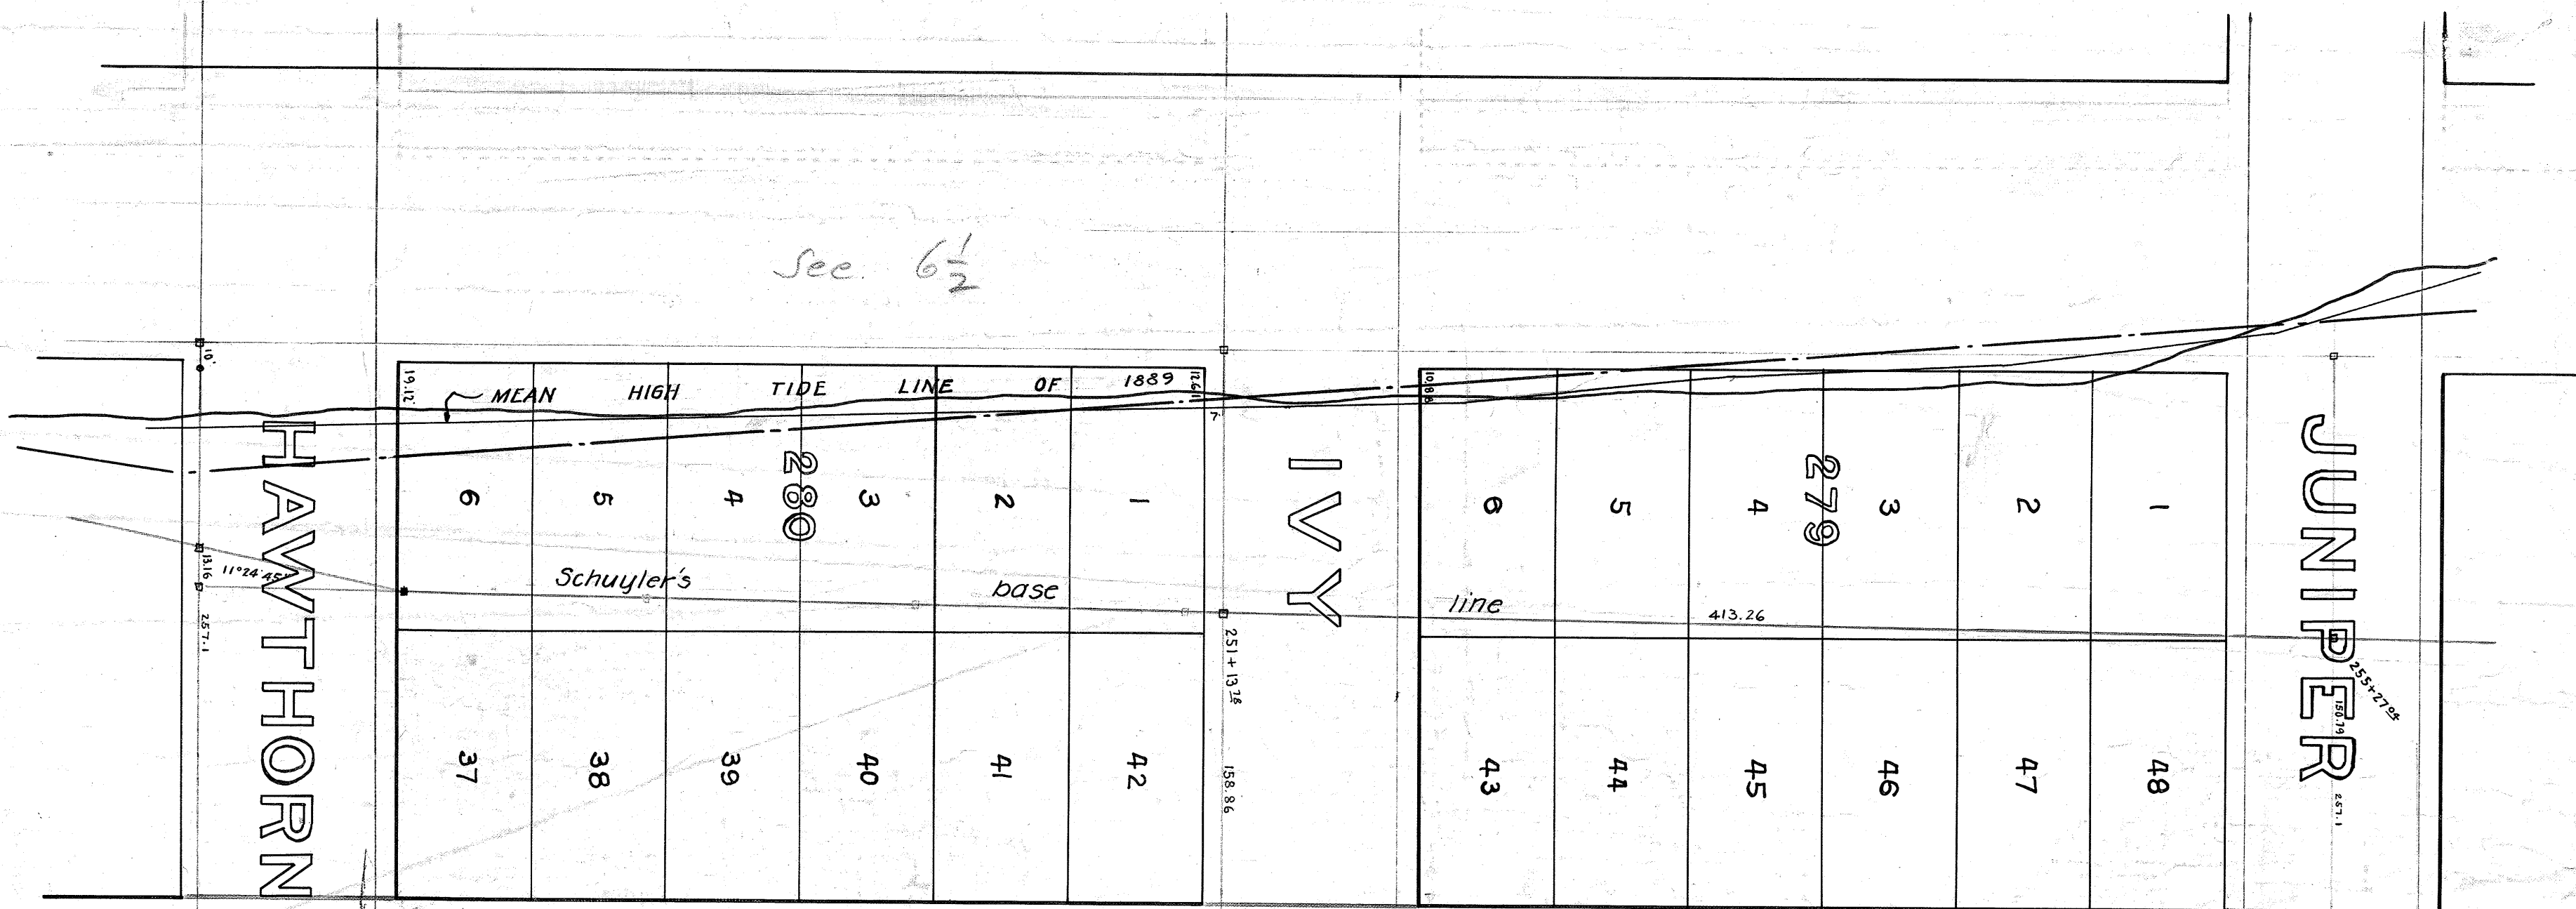 See 6 1/2
10'
19.12'
MEAN HIGH TIDE LINE OF 1889
12.61
10.88
7
HAWTHORN
IVY
JUNIPER
280
6 5 4 3 2 1
279
6 5 4 3 2 1
13.16
11°24'45"
257.1
Schuyler's base line
413.26
251+13.78
158.86
255+27.04
150.79
257.1
37 38 39 40 41 42
43 44 45 46 47 48